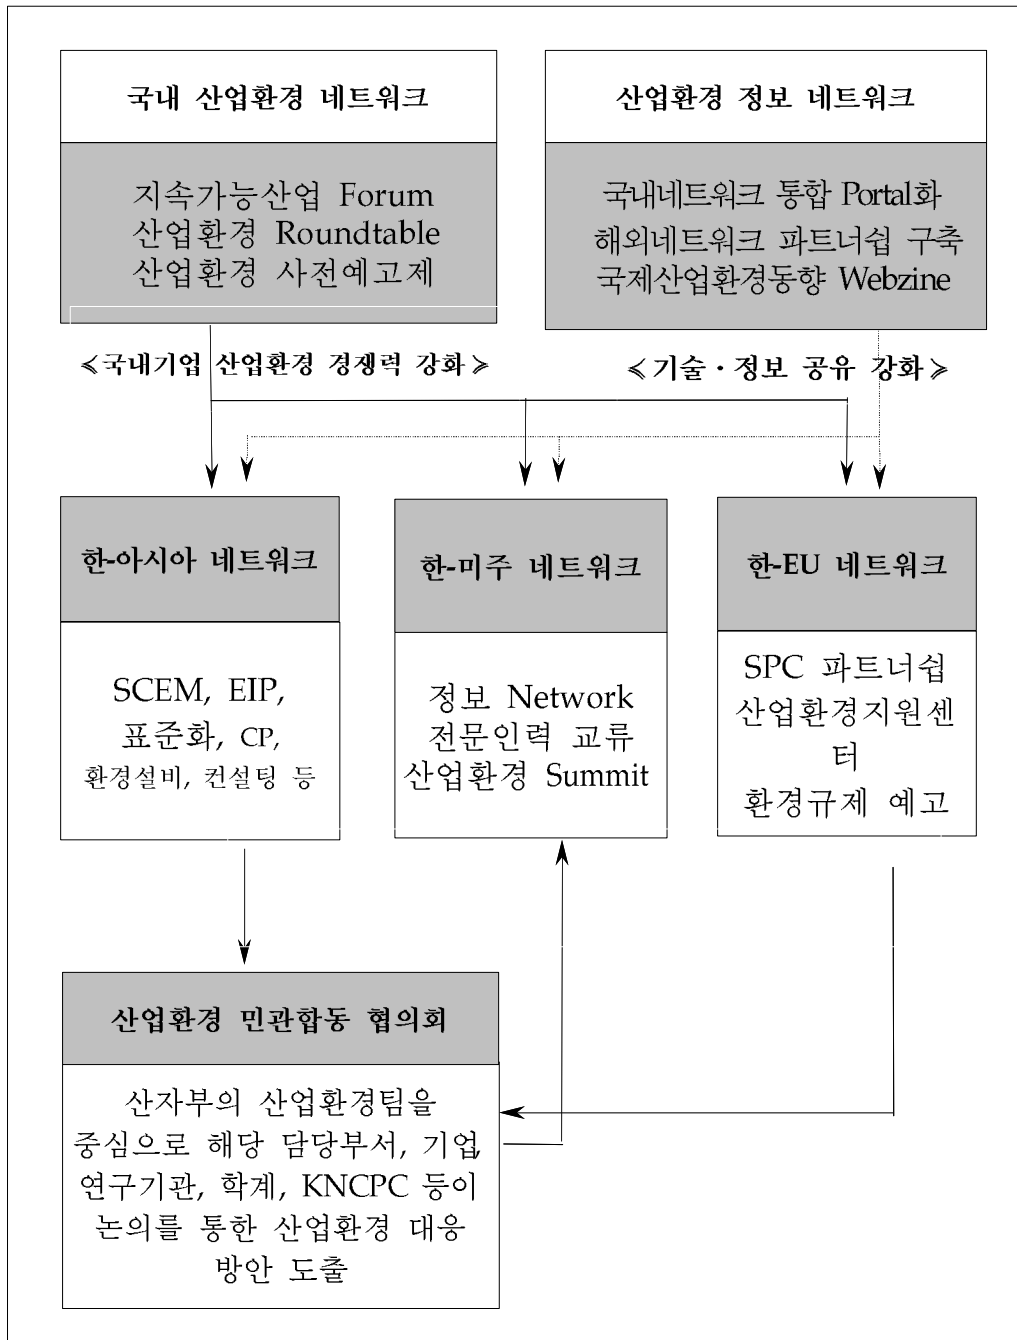 국내 산업환경 네트워크
지속가능산업 Forum
산업환경 Roundtable
산업환경 사전예고제
산업환경 정보 네트워크
국내네트워크 통합 Portal화
해외네트워크 파트너쉽 구축
국제산업환경동향 Webzine
≪국내기업 산업환경 경쟁력 강화≫
≪기술·정보 공유 강화≫
한-아시아 네트워크
SCEM, EIP,
표준화, CP,
환경설비, 컨설팅 등
한-미주 네트워크
정보 Network
전문인력 교류
산업환경 Summit
한-EU 네트워크
SPC 파트너쉽
산업환경지원센
터
환경규제 예고
산업환경 민관합동 협의회
산자부의 산업환경팀을
중심으로 해당 담당부서, 기업,
연구기관, 학계, KNCPC 등이
논의를 통한 산업환경 대응
방안 도출